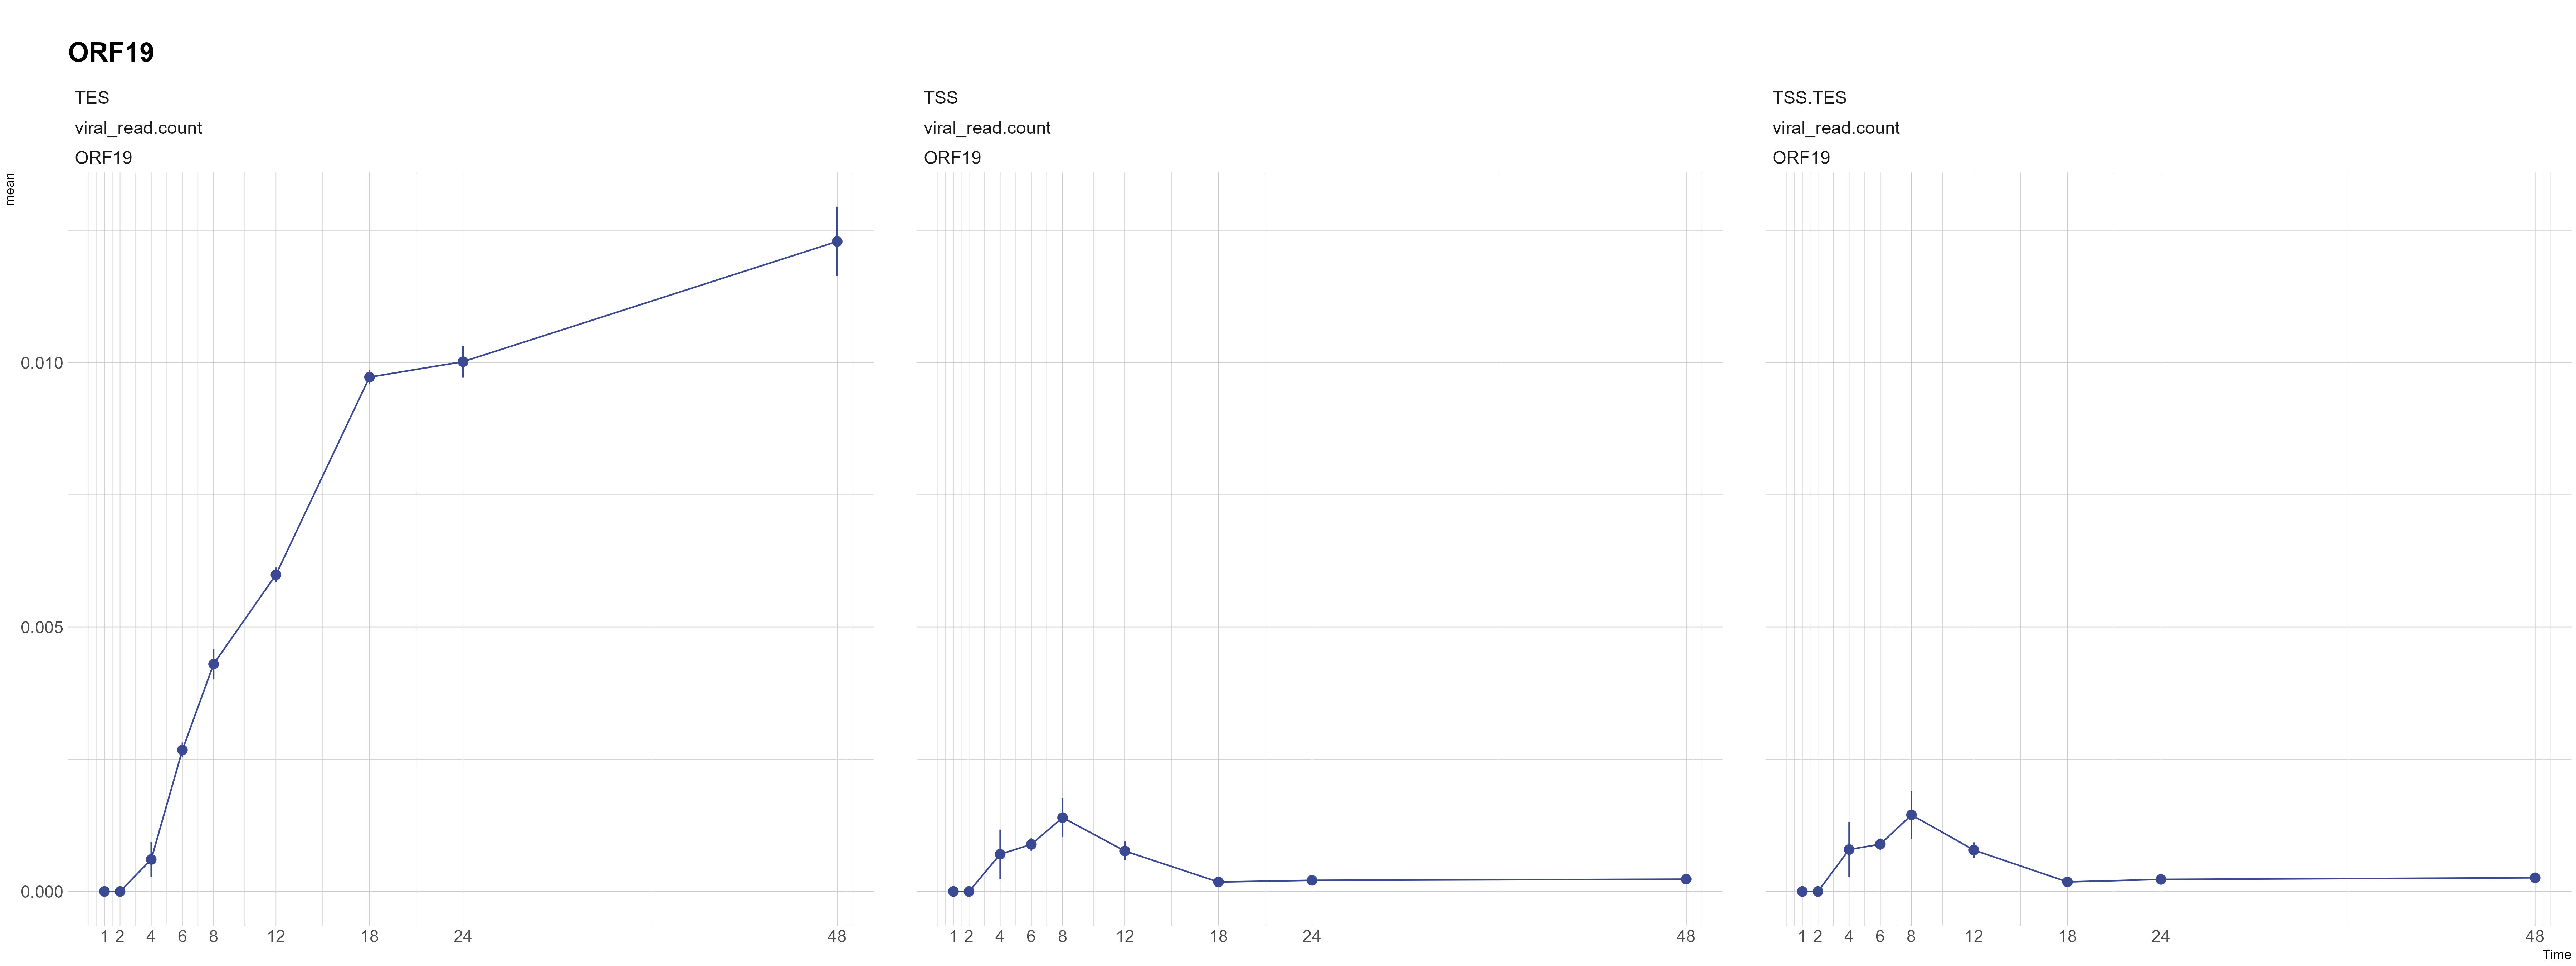 ORF19
TES
viral_read.count
ORF19
TSS
viral_read.count
ORF19
TSS.TES
viral_read.count
ORF19
mean
0.010
0.005
0.000
1 2 4 6 8 12 18 24 48
1 2 4 6 8 12 18 24 48
1 2 4 6 8 12 18 24 48
Time